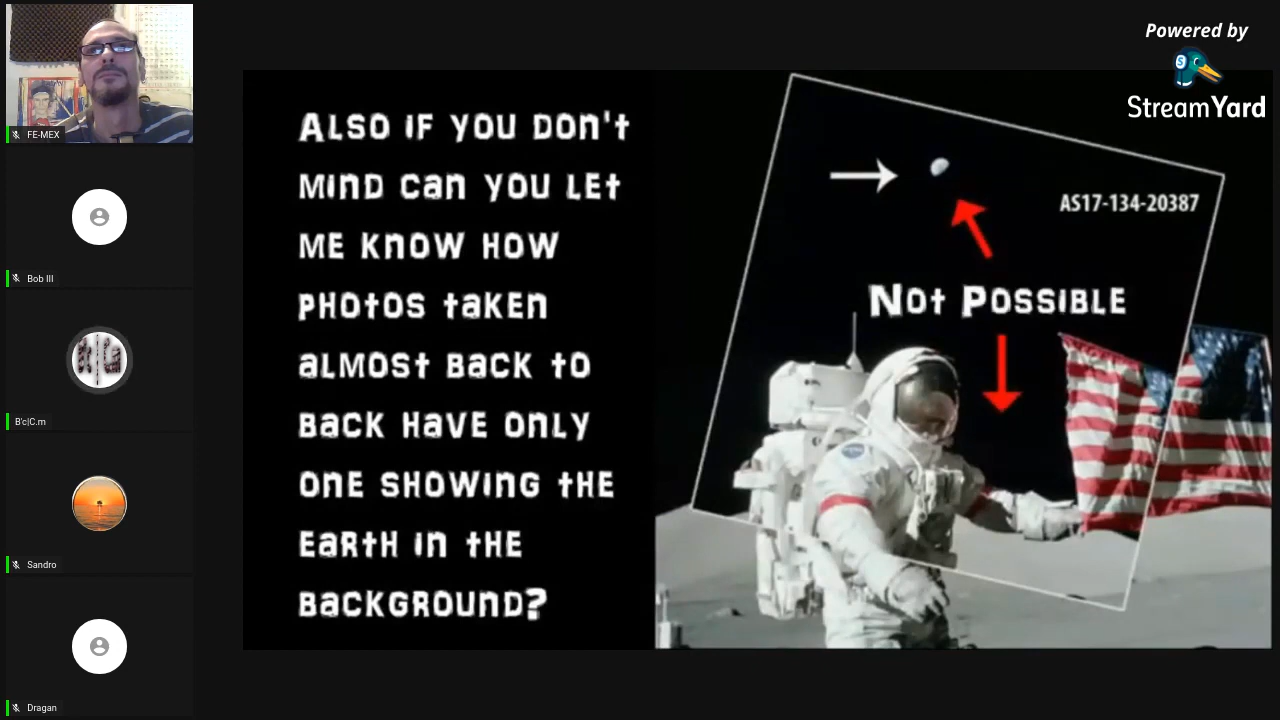 FE-MEX
Bob III
B'c|C.m
Sandro
Dragan
Also if you don't
mind can you let
me know how
photos taken
almost back to
back have only
one showing the
Earth in the
background?
AS17-134-20387
Not Possible
Powered by
StreamYard